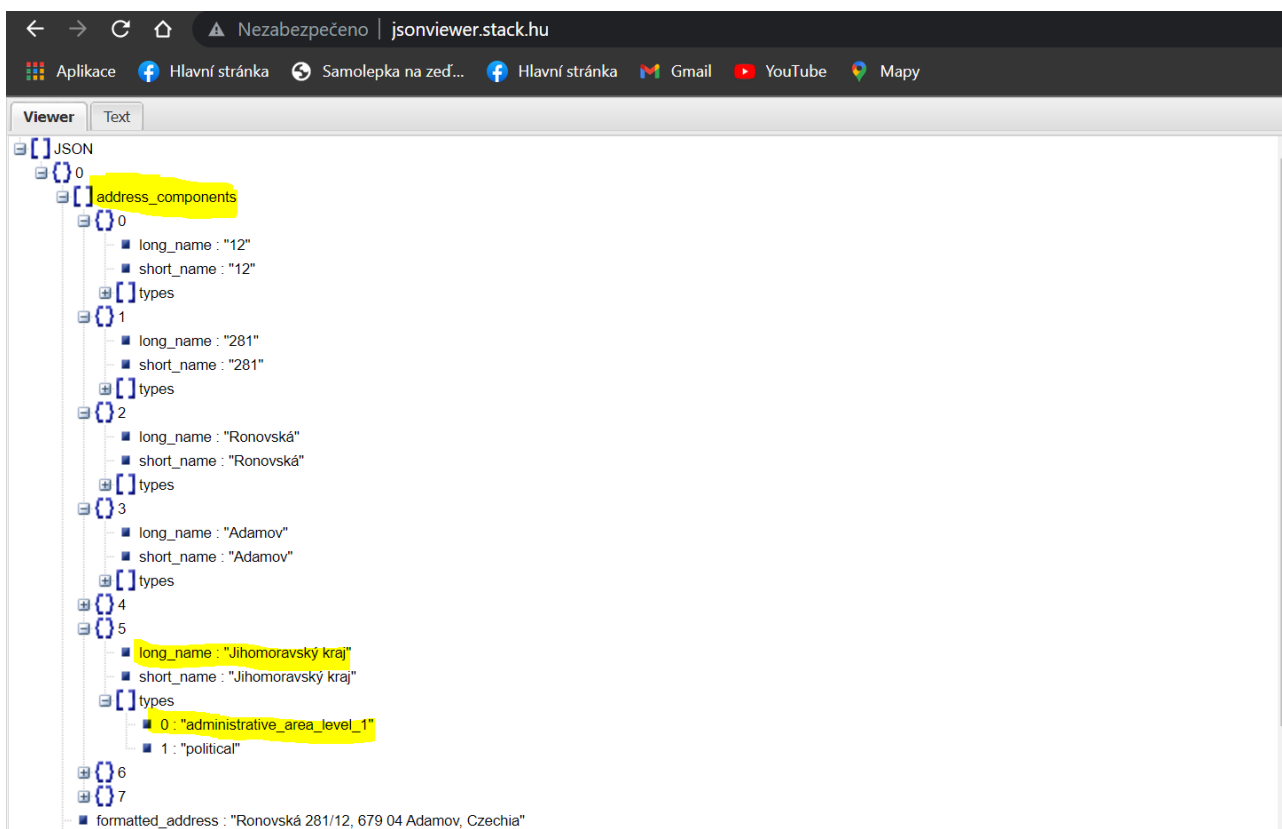 Nezabezpečeno | jsonviewer.stack.hu
Aplikace Hlavní stránka Samolepka na zeď... Hlavní stránka Gmail YouTube Mapy
Viewer Text
JSON
0
address_components
0
long_name : "12"
short_name : "12"
types
1
long_name : "281"
short_name : "281"
types
2
long_name : "Ronovská"
short_name : "Ronovská"
types
3
long_name : "Adamov"
short_name : "Adamov"
types
4
5
long_name : "Jihomoravský kraj"
short_name : "Jihomoravský kraj"
types
0 : "administrative_area_level_1"
1 : "political"
6
7
formatted_address : "Ronovská 281/12, 679 04 Adamov, Czechia"